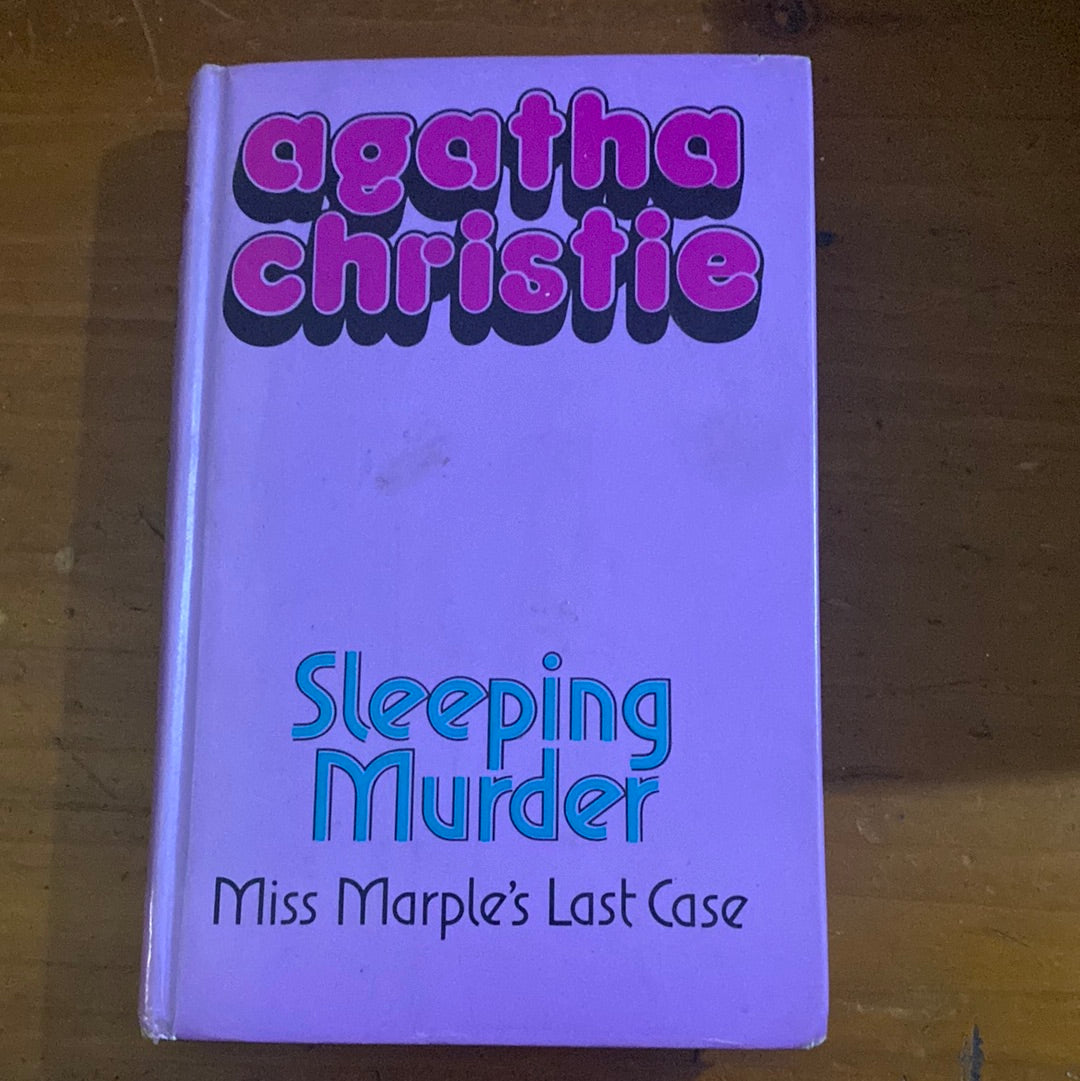 agatha
christie
Sleeping
Murder
Miss Marple's Last Case